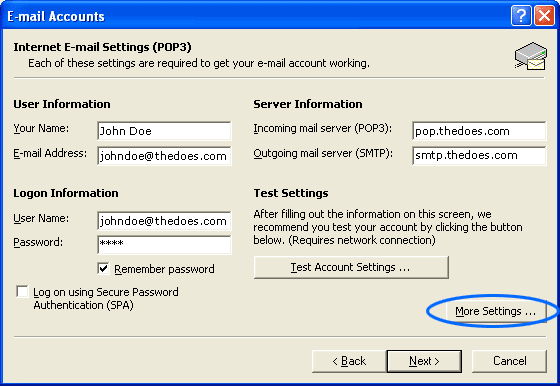 E-mail Accounts
Internet E-mail Settings (POP3)
Each of these settings are required to get your e-mail account working.
User Information
Your Name: John Doe
E-mail Address: johndoe@thedoes.com
Server Information
Incoming mail server (POP3): pop.thedoes.com
Outgoing mail server (SMTP): smtp.thedoes.com
Logon Information
User Name: johndoe@thedoes.com
Password: ****
Remember password
Log on using Secure Password
Authentication (SPA)
Test Settings
After filling out the information on this screen, we
recommend you test your account by clicking the button
below. (Requires network connection)
Test Account Settings ...
More Settings ...
< Back
Next >
Cancel